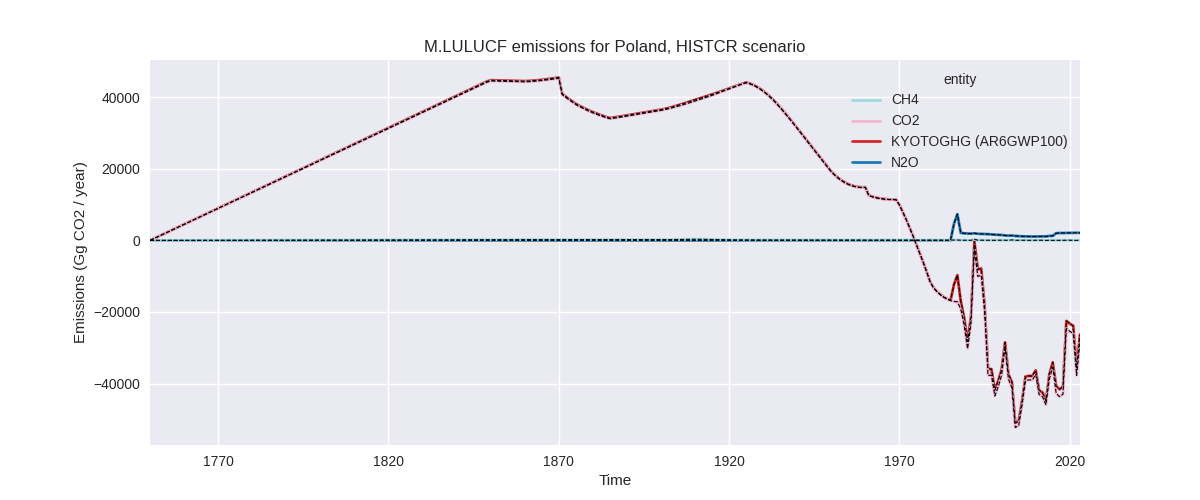 M.LULUCF emissions for Poland, HISTCR scenario
Emissions (Gg CO2 / year)
40000
20000
0
−20000
−40000
entity
CH4
CO2
KYOTOGHG (AR6GWP100)
N2O
1770 1820 1870 1920 1970 2020
Time